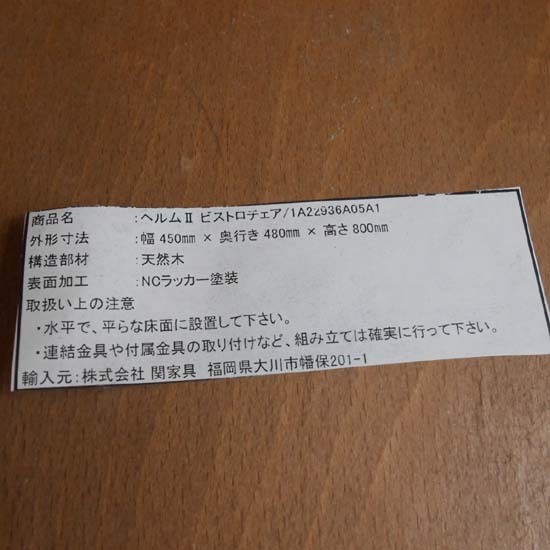 商品名　：ヘルムⅡ ビストロチェア/1A22936A05A1
外形寸法　：幅 450㎜ × 奥行き 480㎜ × 高さ 800㎜
構造部材　：天然木
表面加工　：NCラッカー塗装
取扱い上の注意
・水平で、平らな床面に設置して下さい。
・連結金具や付属金具の取り付けなど、組み立ては確実に行って下さい。
輸入元：株式会社 関家具　福岡県大川市幡保201-1